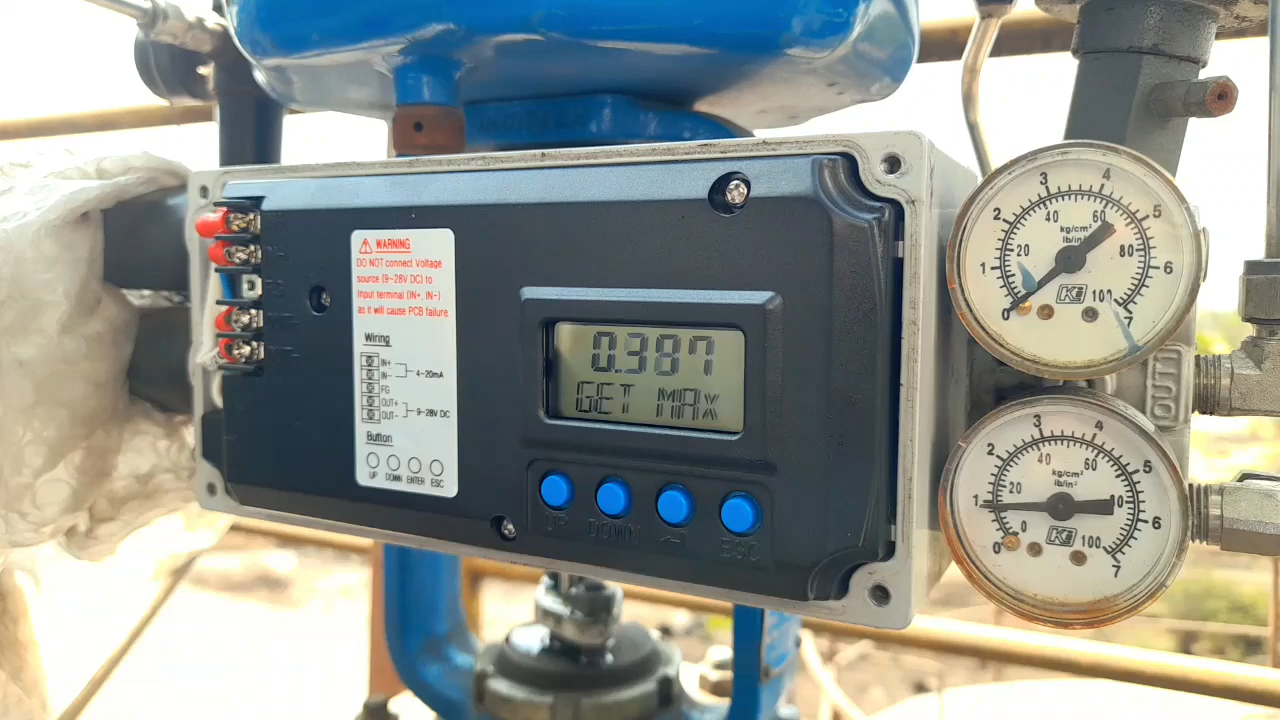 WARNING
DO NOT connect Voltage
source (9~28V DC) to
Input terminal (IN+, IN-)
as it will cause PCB failure.
Wiring
IN+
IN-
4~20mA
FG
OUT+
OUT-
9~28V DC
Button
UP DOWN ENTER ESC
0.387
GET MAX
UP DOWN ESC
0 1 2 3 4 5 6 7
20 40 60 80 100
kg/cm²
lb/in²
Ki
OUT1
0 1 2 3 4 5 6 7
0 20 40 60 80 100
kg/cm²
lb/in²
Ki